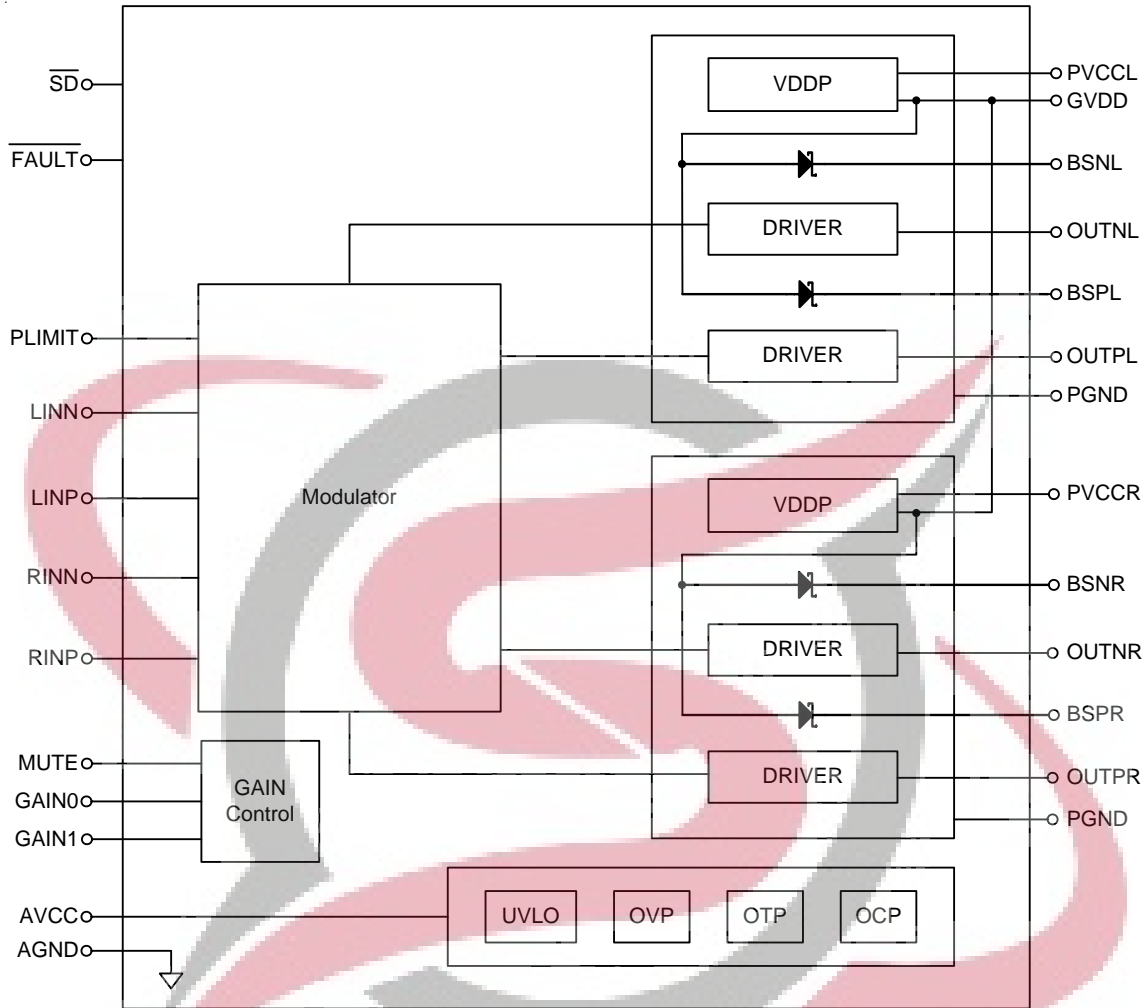 SD
FAULT
PLIMIT
LINN
LINP
RINN
RINP
MUTE
GAIN0
GAIN1
AVCC
AGND
Modulator
GAIN
Control
VDDP
DRIVER
DRIVER
VDDP
DRIVER
DRIVER
UVLO OVP OTP OCP
PVCCL
GVDD
BSNL
OUTNL
BSPL
OUTPL
PGND
PVCCR
BSNR
OUTNR
BSPR
OUTPR
PGND